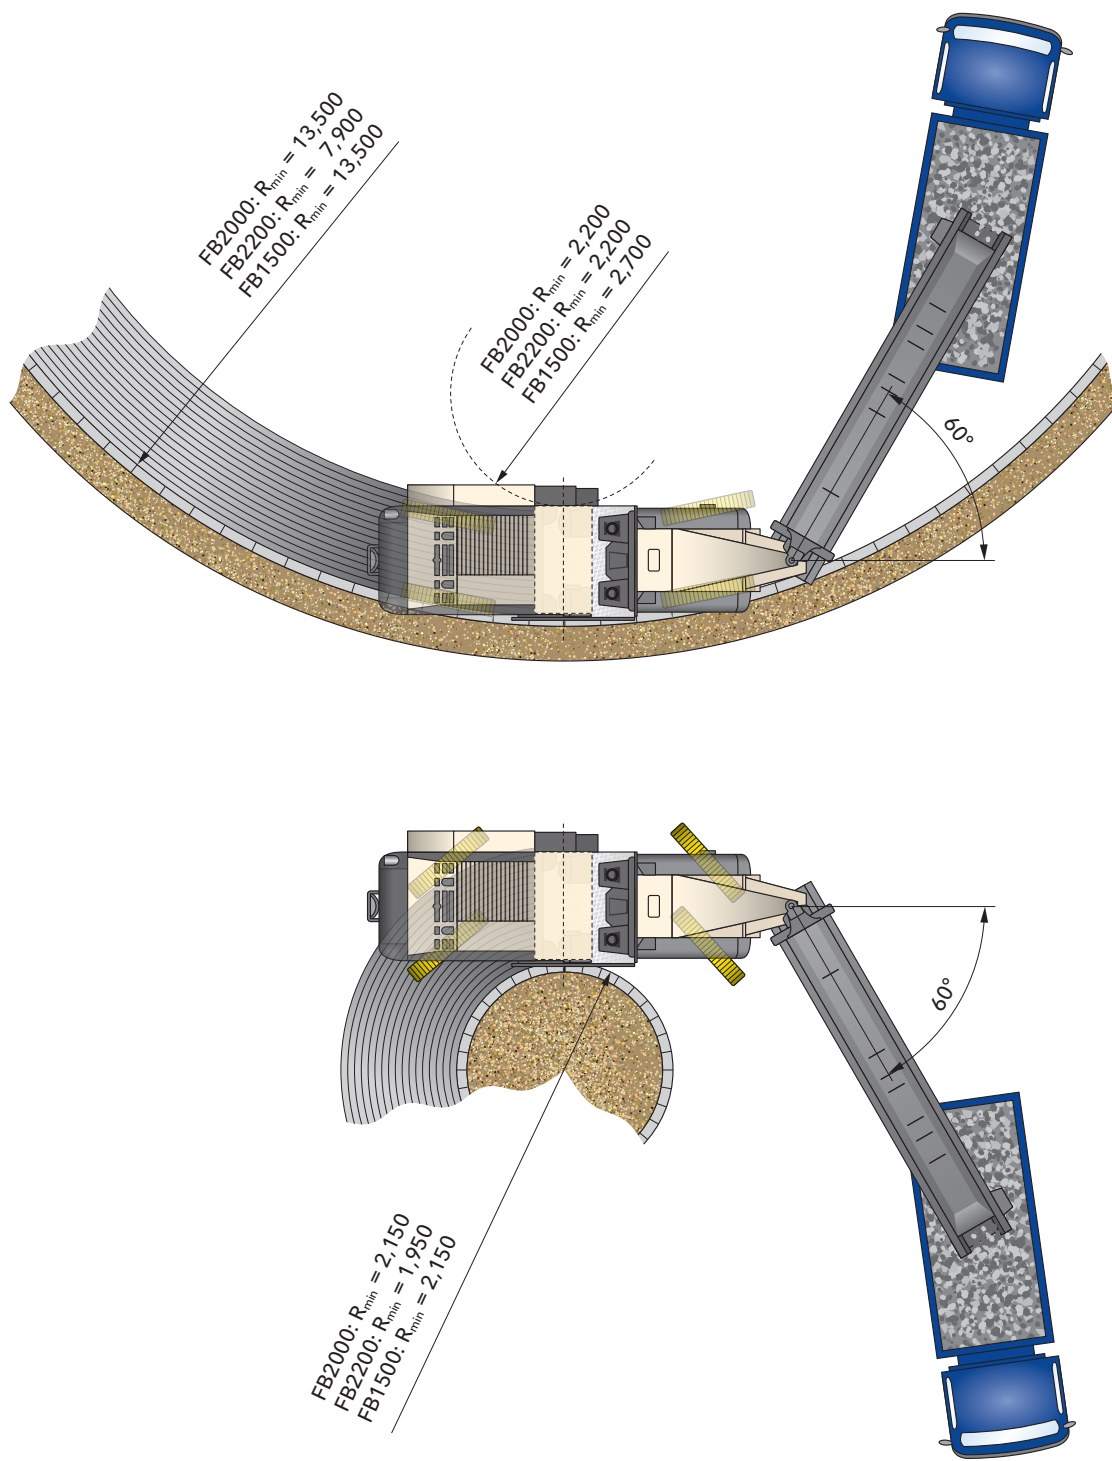 FB2000: Rmin = 13,500
FB2200: Rmin = 7,900
FB1500: Rmin = 13,500
FB2000: Rmin = 2,200
FB2200: Rmin = 2,200
FB1500: Rmin = 2,700
60°
60°
FB2000: Rmin = 2,150
FB2200: Rmin = 1,950
FB1500: Rmin = 2,150